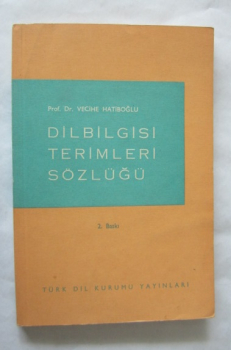 Prof. Dr. VECİHE HATİBOĞLU
DİLBİLGİSİ
TERİMLERİ
SÖZLÜĞÜ
2. Baskı
TÜRK DİL KURUMU YAYINLARI